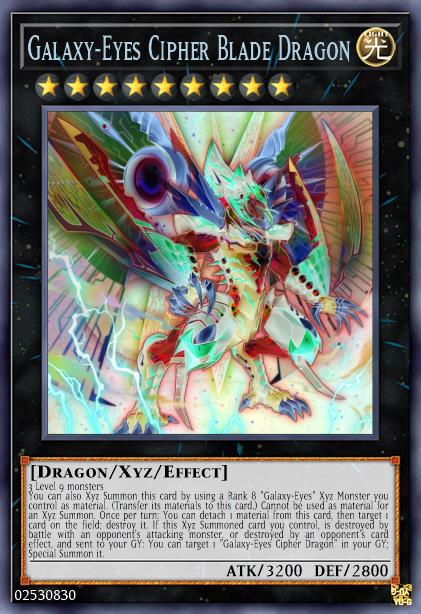 GALAXY-EYES CIPHER BLADE DRAGON
LIGHT
光
[DRAGON/XYZ/EFFECT]
3 Level 9 monsters
You can also Xyz Summon this card by using a Rank 8 "Galaxy-Eyes" Xyz Monster you
control as material. (Transfer its materials to this card.) Cannot be used as material for
an Xyz Summon. Once per turn: You can detach 1 material from this card, then target 1
card on the field; destroy it. If this Xyz Summoned card you control, is destroyed by
battle with an opponent's attacking monster, or destroyed by an opponent's card
effect, and sent to your GY: You can target 1 "Galaxy-Eyes Cipher Dragon" in your GY;
Special Summon it.
ATK/3200 DEF/2800
02530830